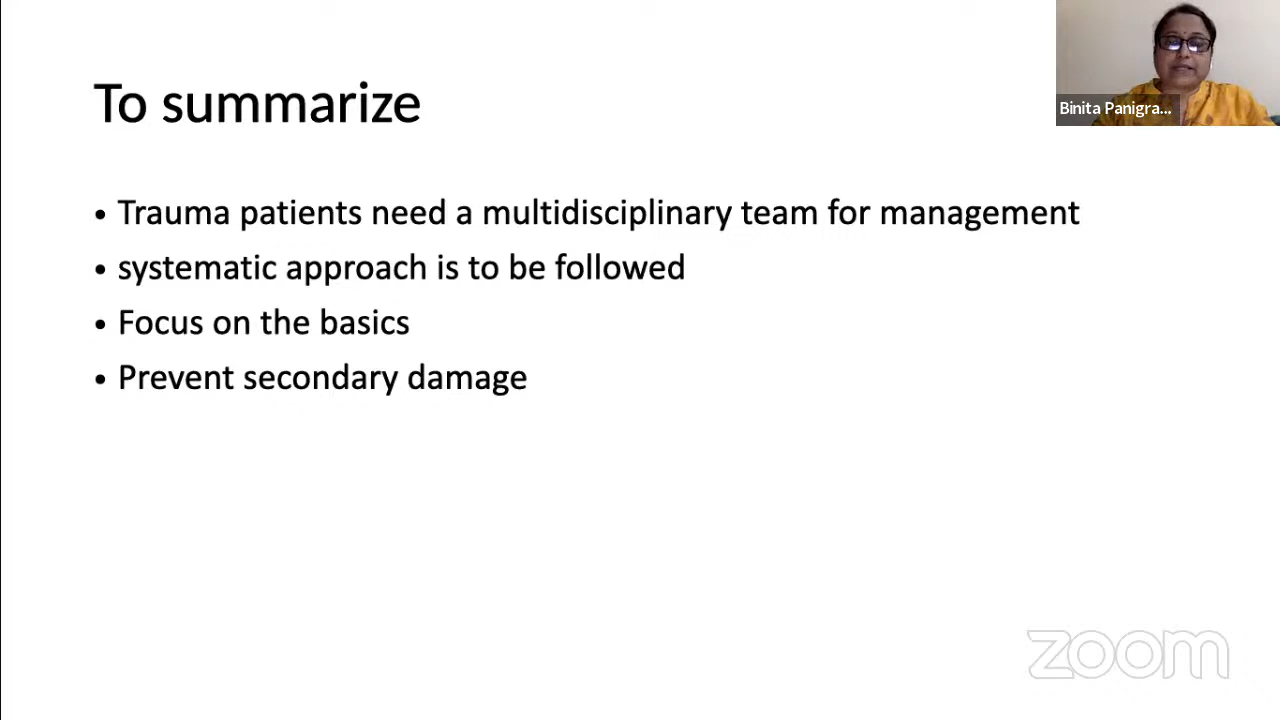 To summarize
Binita Panigra...
• Trauma patients need a multidisciplinary team for management
• systematic approach is to be followed
• Focus on the basics
• Prevent secondary damage
zoom